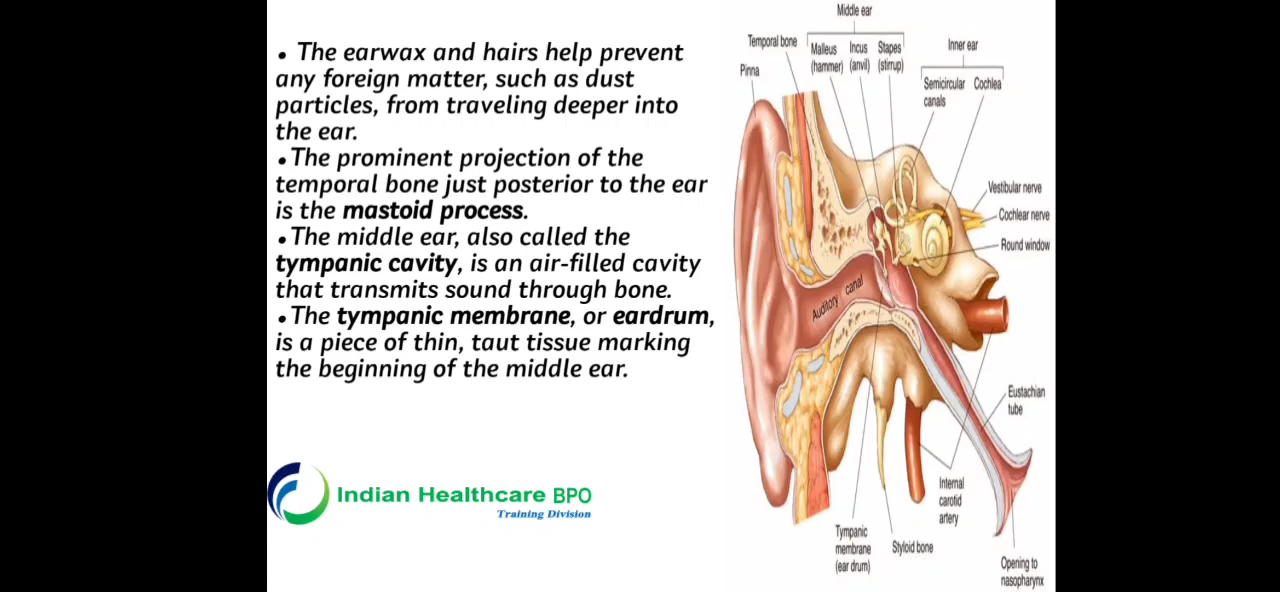 • The earwax and hairs help prevent
any foreign matter, such as dust
particles, from traveling deeper into
the ear.
• The prominent projection of the
temporal bone just posterior to the ear
is the mastoid process.
• The middle ear, also called the
tympanic cavity, is an air-filled cavity
that transmits sound through bone.
• The tympanic membrane, or eardrum,
is a piece of thin, taut tissue marking
the beginning of the middle ear.
Indian Healthcare BPO
Training Division
Middle ear
Temporal bone
Malleus
(hammer)
Incus
(anvil)
Stapes
(stirrup)
Inner ear
Pinna
Semicircular
canals
Cochlea
Vestibular nerve
Cochlear nerve
Round window
Auditory canal
Eustachian
tube
Internal
carotid
artery
Tympanic
membrane
(ear drum)
Styloid bone
Opening to
nasopharynx